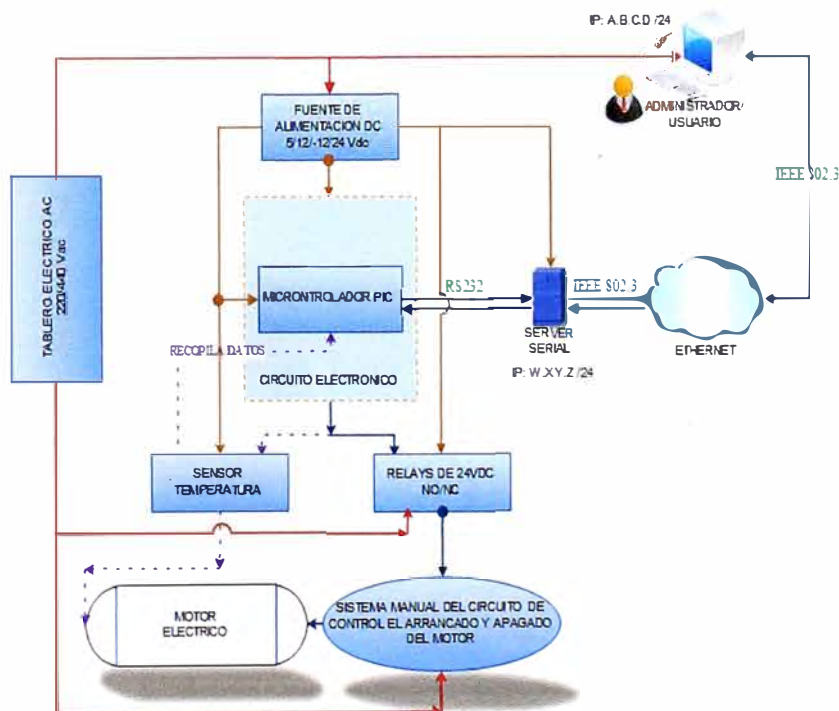 IP: A.B.C.D /24
ADMINISTRADOR/
USUARIO
FUENTE DE
ALIMENTACION DC
5/12/-12/24 Vdc
IEEE 802.3
TABLERO ELECTRICO AC
220/440 Vac
MICRONTROLADOR PIC
RS232
IEEE 802.3
SERVER
SERIAL
ETHERNET
RECOPILA DATOS
CIRCUITO ELECTRONICO
IP: W.X.Y.Z /24
SENSOR
TEMPERATURA
RELAYS DE 24VDC
NO/NC
MOTOR
ELECTRICO
SISTEMA MANUAL DEL CIRCUITO DE
CONTROL EL ARRANCADO Y APAGADO
DEL MOTOR